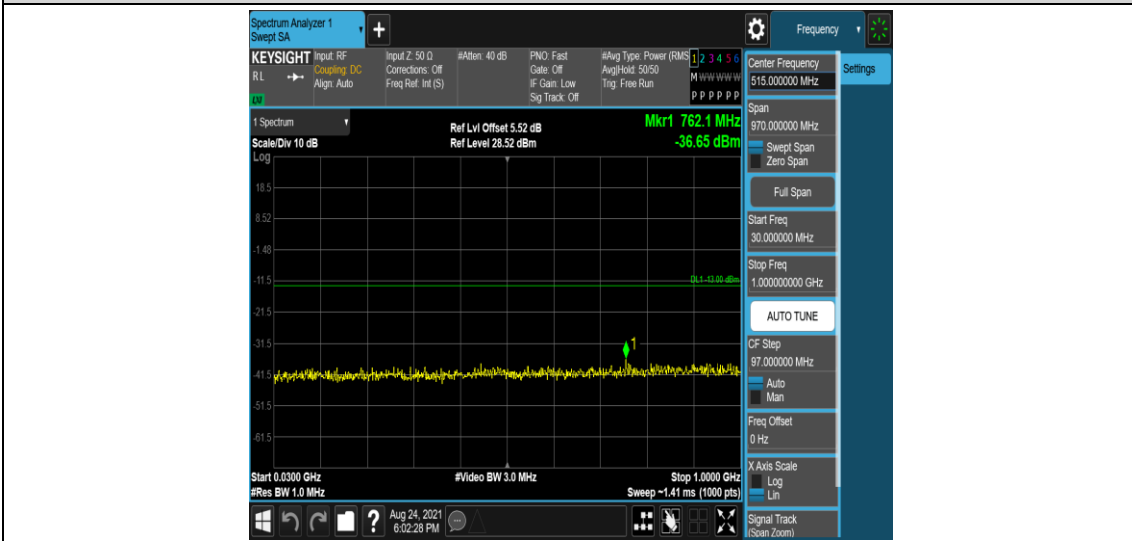 Spectrum Analyzer 1
Swept SA
+
Frequency
KEYSIGHT
RL
LXI
Input: RF
Coupling: DC
Align: Auto
Input Z: 50 Ω
Corrections: Off
Freq Ref: Int (S)
#Atten: 40 dB
PNO: Fast
Gate: Off
IF Gain: Low
Sig Track: Off
#Avg Type: Power (RMS
Avg|Hold: 50/50
Trig: Free Run
1 2 3 4 5 6
M W W W W W
P P P P P P
1 Spectrum
Scale/Div 10 dB
Log
Ref Lvl Offset 5.52 dB
Ref Level 28.52 dBm
Mkr1 762.1 MHz
-36.65 dBm
18.5
8.52
-1.48
-11.5
DL1 -13.00 dBm
-21.5
-31.5
1
-41.5
-51.5
-61.5
Start 0.0300 GHz
#Res BW 1.0 MHz
#Video BW 3.0 MHz
Stop 1.0000 GHz
Sweep ~1.41 ms (1000 pts)
Center Frequency
515.000000 MHz
Settings
Span
970.000000 MHz
Swept Span
Zero Span
Full Span
Start Freq
30.000000 MHz
Stop Freq
1.000000000 GHz
AUTO TUNE
CF Step
97.000000 MHz
Auto
Man
Freq Offset
0 Hz
X Axis Scale
Log
Lin
Signal Track
(Span Zoom)
?
Aug 24, 2021
6:02:28 PM